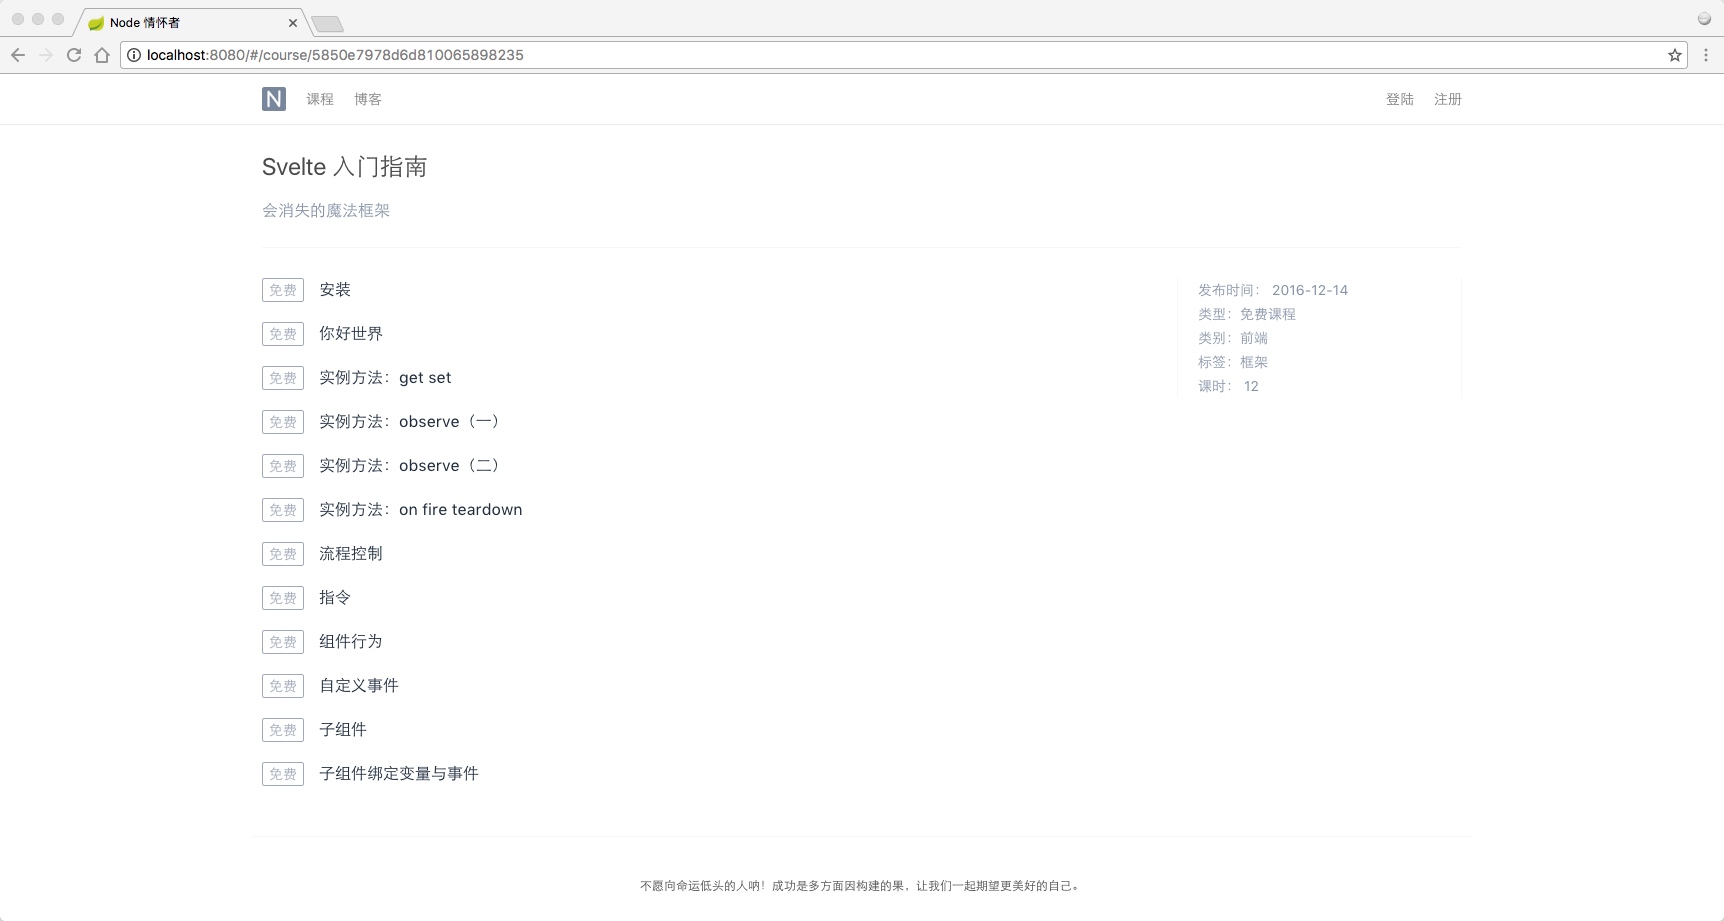 Node 情怀者
localhost:8080/#/course/5850e7978d6d810065898235
N 课程 博客 登陆 注册
Svelte 入门指南
会消失的魔法框架
免费 安装
免费 你好世界
免费 实例方法：get set
免费 实例方法：observe（一）
免费 实例方法：observe（二）
免费 实例方法：on fire teardown
免费 流程控制
免费 指令
免费 组件行为
免费 自定义事件
免费 子组件
免费 子组件绑定变量与事件
发布时间： 2016-12-14
类型：免费课程
类别：前端
标签：框架
课时： 12
不愿向命运低头的人呐！成功是多方面因构建的果，让我们一起期望更美好的自己。